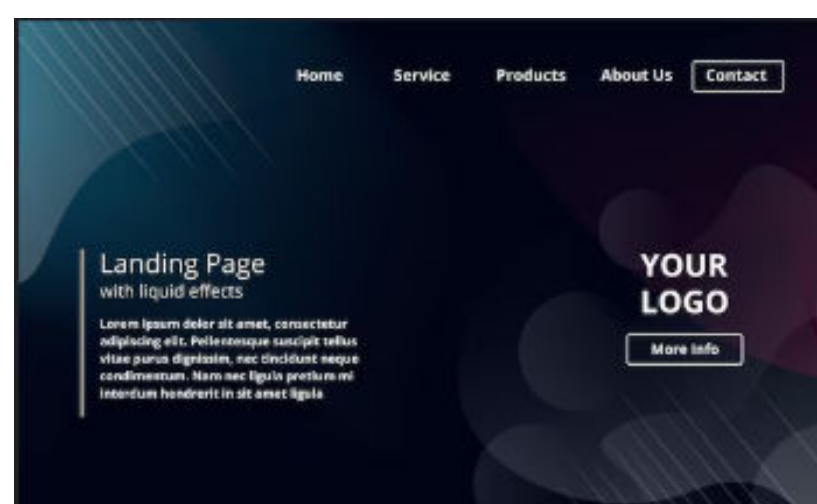 Home Service Products About Us Contact
Landing Page
with liquid effects
Lorem ipsum dolor sit amet, consectetur
adipiscing elit. Pellentesque suscipit tellus
vitae purus dignissim, nec tincidunt neque
condimentum. Nam nec ligula pretium mi
interdum hendrerit in sit amet ligula
YOUR
LOGO
More Info